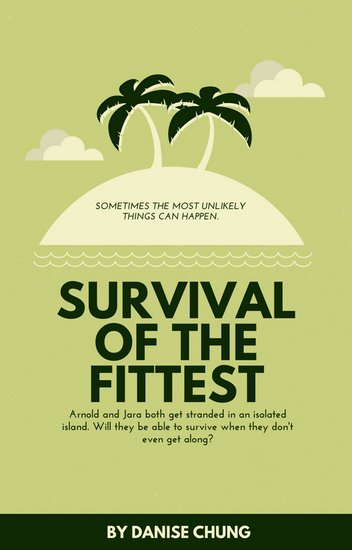 SOMETIMES THE MOST UNLIKELY
THINGS CAN HAPPEN.
SURVIVAL
OF THE
FITTEST
Arnold and Jara both get stranded in an isolated
island. Will they be able to survive when they don't
even get along?
BY DANISE CHUNG